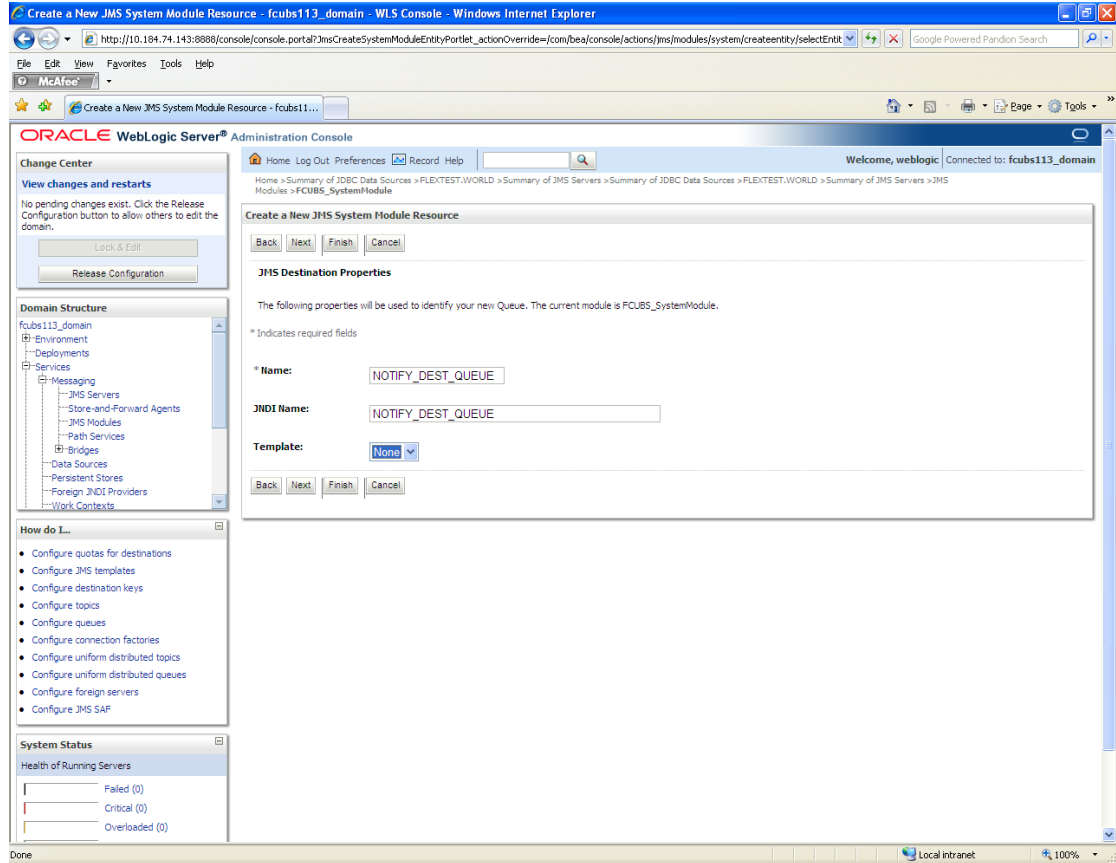 Create a New JMS System Module Resource - fcubs113_domain - WLS Console - Windows Internet Explorer
http://10.184.74.143:8888/console/console.portal?JmsCreateSystemModuleEntityPortlet_actionOverride=/com/bea/console/actions/jms/modules/system/createentity/selectEntit
Google Powered Pandion Search
File Edit View Favorites Tools Help
McAfee
Create a New JMS System Module Resource - fcubs11...
Page Tools »
ORACLE WebLogic Server® Administration Console
Change Center
View changes and restarts
No pending changes exist. Click the Release
Configuration button to allow others to edit the
domain.
Lock & Edit
Release Configuration
Domain Structure
fcubs113_domain
Environment
Deployments
Services
Messaging
JMS Servers
Store-and-Forward Agents
JMS Modules
Path Services
Bridges
Data Sources
Persistent Stores
Foreign JNDI Providers
Work Contexts
How do I...
Configure quotas for destinations
Configure JMS templates
Configure destination keys
Configure topics
Configure queues
Configure connection factories
Configure uniform distributed topics
Configure uniform distributed queues
Configure foreign servers
Configure JMS SAF
System Status
Health of Running Servers
Failed (0)
Critical (0)
Overloaded (0)
Home Log Out Preferences Record Help
Welcome, weblogic Connected to: fcubs113_domain
Home >Summary of JDBC Data Sources >FLEXTEST.WORLD >Summary of JMS Servers >Summary of JDBC Data Sources >FLEXTEST.WORLD >Summary of JMS Servers >JMS
Modules >FCUBS_SystemModule
Create a New JMS System Module Resource
Back Next Finish Cancel
JMS Destination Properties
The following properties will be used to identify your new Queue. The current module is FCUBS_SystemModule.
* Indicates required fields
* Name: NOTIFY_DEST_QUEUE
JNDI Name: NOTIFY_DEST_QUEUE
Template: None
Back Next Finish Cancel
Done
Local intranet
100%